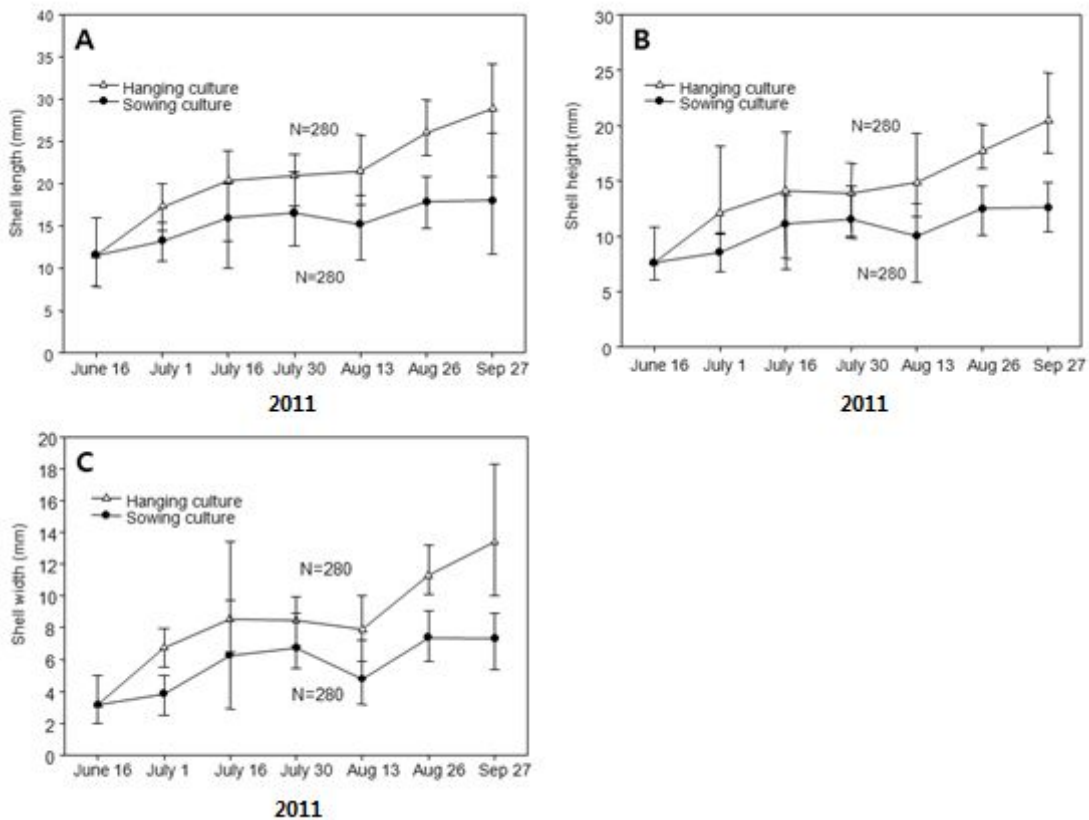 A
Shell length (mm)
40
35
30
25
20
15
10
5
0
Hanging culture
Sowing culture
N=280
N=280
June 16 July 1 July 16 July 30 Aug 13 Aug 26 Sep 27
2011
B
Shell height (mm)
30
25
20
15
10
5
0
Hanging culture
Sowing culture
N=280
N=280
June 16 July 1 July 16 July 30 Aug 13 Aug 26 Sep 27
2011
C
Shell width (mm)
20
18
16
14
12
10
8
6
4
2
0
Hanging culture
Sowing culture
N=280
N=280
June 16 July 1 July 16 July 30 Aug 13 Aug 26 Sep 27
2011